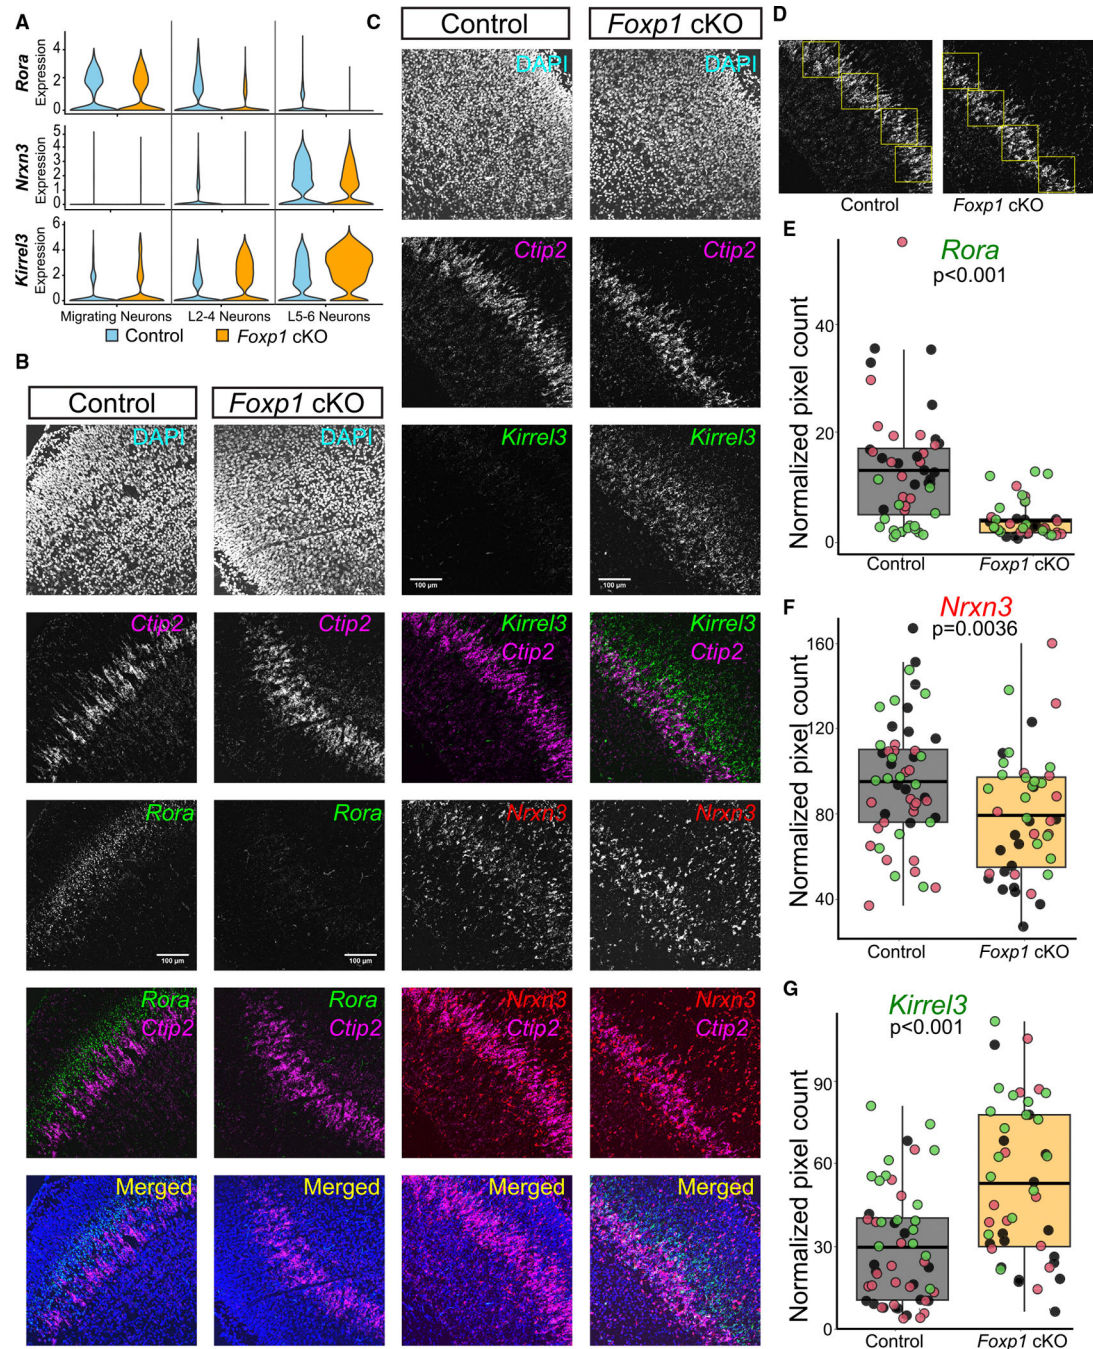 A
Rora
Expression
4
2
0
Nrxn3
Expression
5
4
3
2
1
0
Kirrel3
Expression
6
4
2
0
Migrating Neurons
L2-4 Neurons
L5-6 Neurons
Control
Foxp1 cKO
B
Control
Foxp1 cKO
DAPI
Ctip2
Ctip2
Rora
Rora
100 µm
100 µm
Rora
Ctip2
Rora
Ctip2
Merged
Merged
C
Control
Foxp1 cKO
DAPI
DAPI
Ctip2
Ctip2
Kirrel3
Kirrel3
100 µm
100 µm
Kirrel3
Ctip2
Kirrel3
Ctip2
Nrxn3
Nrxn3
Nrxn3
Ctip2
Nrxn3
Ctip2
Merged
Merged
D
Control
Foxp1 cKO
E
Rora
p<0.001
Normalized pixel count
40
20
0
Control
Foxp1 cKO
F
Nrxn3
p=0.0036
Normalized pixel count
160
120
80
40
Control
Foxp1 cKO
G
Kirrel3
p<0.001
Normalized pixel count
90
60
30
0
Control
Foxp1 cKO